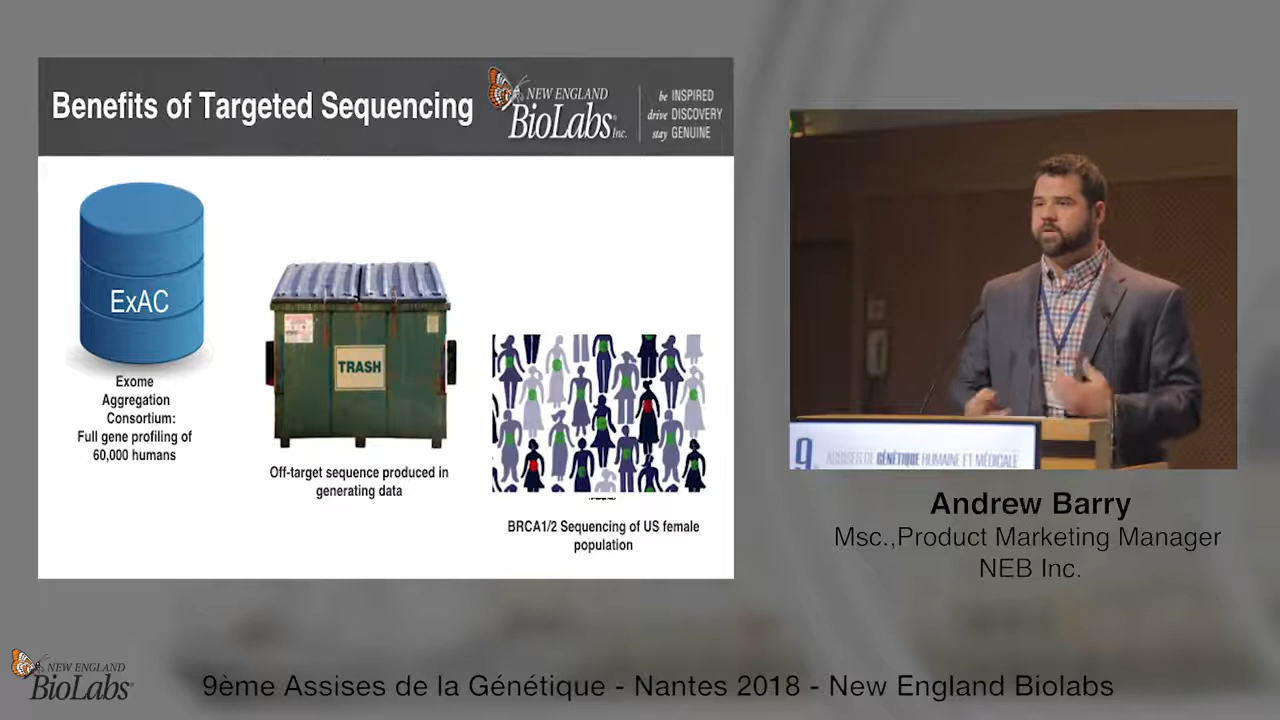 Benefits of Targeted Sequencing
NEW ENGLAND
BioLabs® Inc.
be INSPIRED
drive DISCOVERY
stay GENUINE
ExAC
Exome
Aggregation
Consortium:
Full gene profiling of
60,000 humans
TRASH
Off-target sequence produced in
generating data
BRCA1/2 Sequencing of US female
population
9
ASSISES DE GÉNÉTIQUE HUMAINE ET MÉDICALE
Andrew Barry
Msc.,Product Marketing Manager
NEB Inc.
NEW ENGLAND
BioLabs®
9ème Assises de la Génétique - Nantes 2018 - New England Biolabs